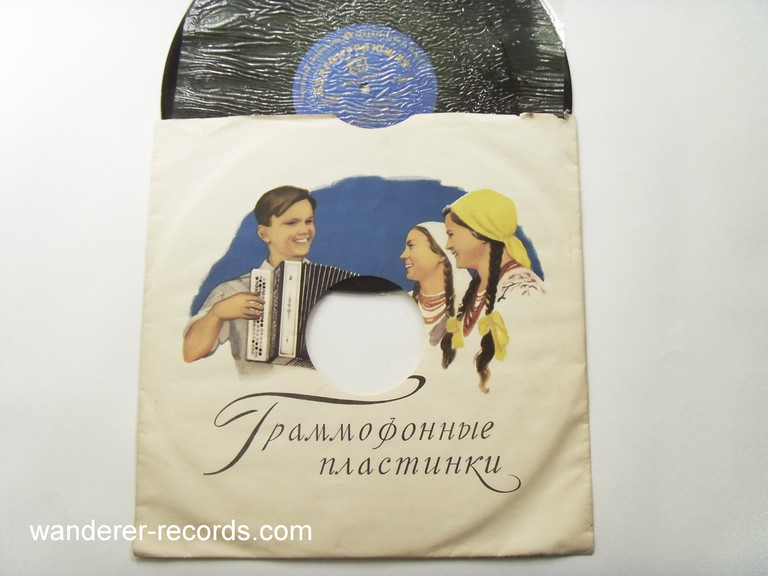 Граммофонные
пластинки
wanderer-records.com